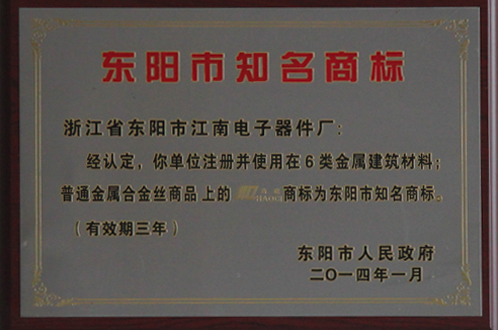 东阳市知名商标
浙江省东阳市江南电子器件厂：
经认定，你单位注册并使用在6类金属建筑材料；
普通金属合金丝商品上的 商标为东阳市知名商标。
（有效期三年）
东阳市人民政府
二〇一四年一月